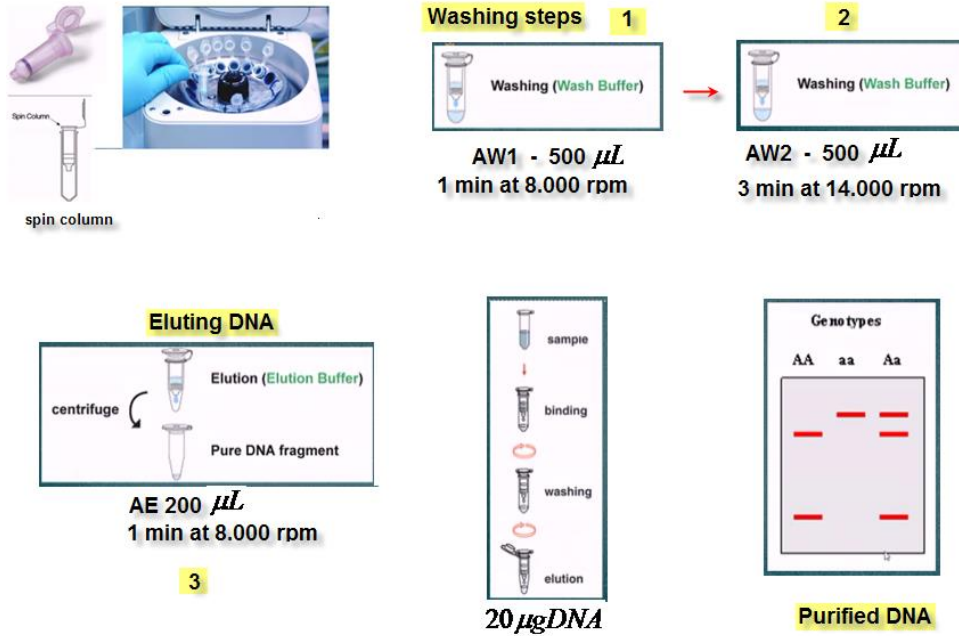 Spin Column
spin column
Washing steps 1
Washing (Wash Buffer)
AW1 - 500 μL
1 min at 8.000 rpm
2
Washing (Wash Buffer)
AW2 - 500 μL
3 min at 14.000 rpm
Eluting DNA
Elution (Elution Buffer)
centrifuge
Pure DNA fragment
AE 200 μL
1 min at 8.000 rpm
3
sample
binding
washing
elution
20 μgDNA
Genotypes
AA aa Aa
Purified DNA